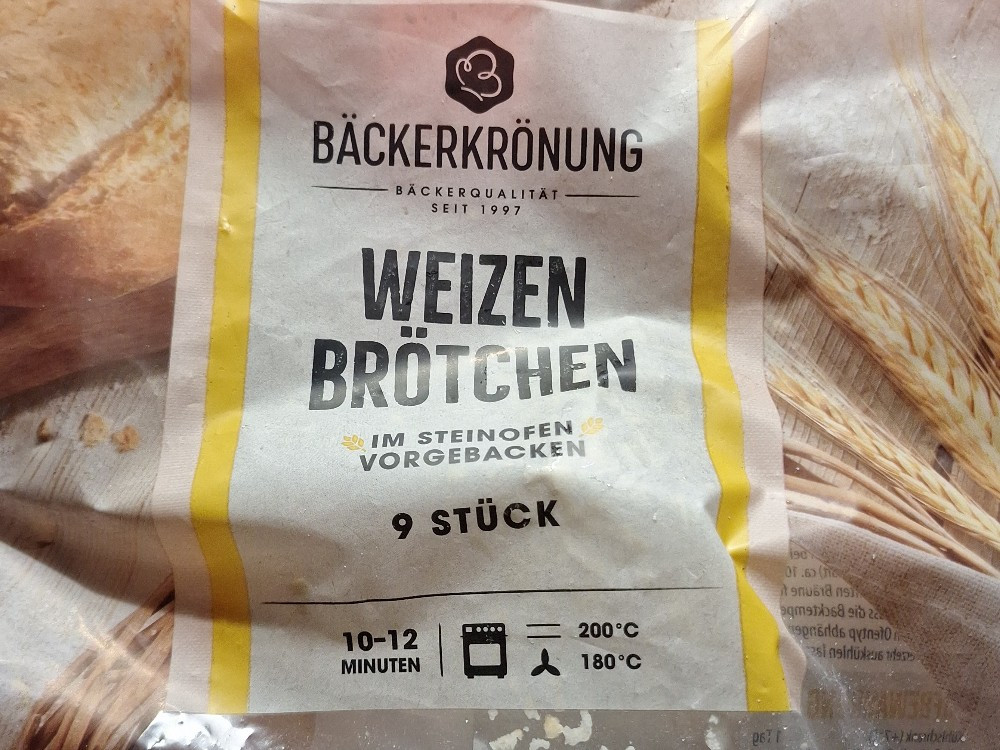 BÄCKERKRÖNUNG
BÄCKERQUALITÄT
SEIT 1997
WEIZEN
BRÖTCHEN
IM STEINOFEN
VORGEBACKEN
9 STÜCK
10-12
MINUTEN
200°C
180°C